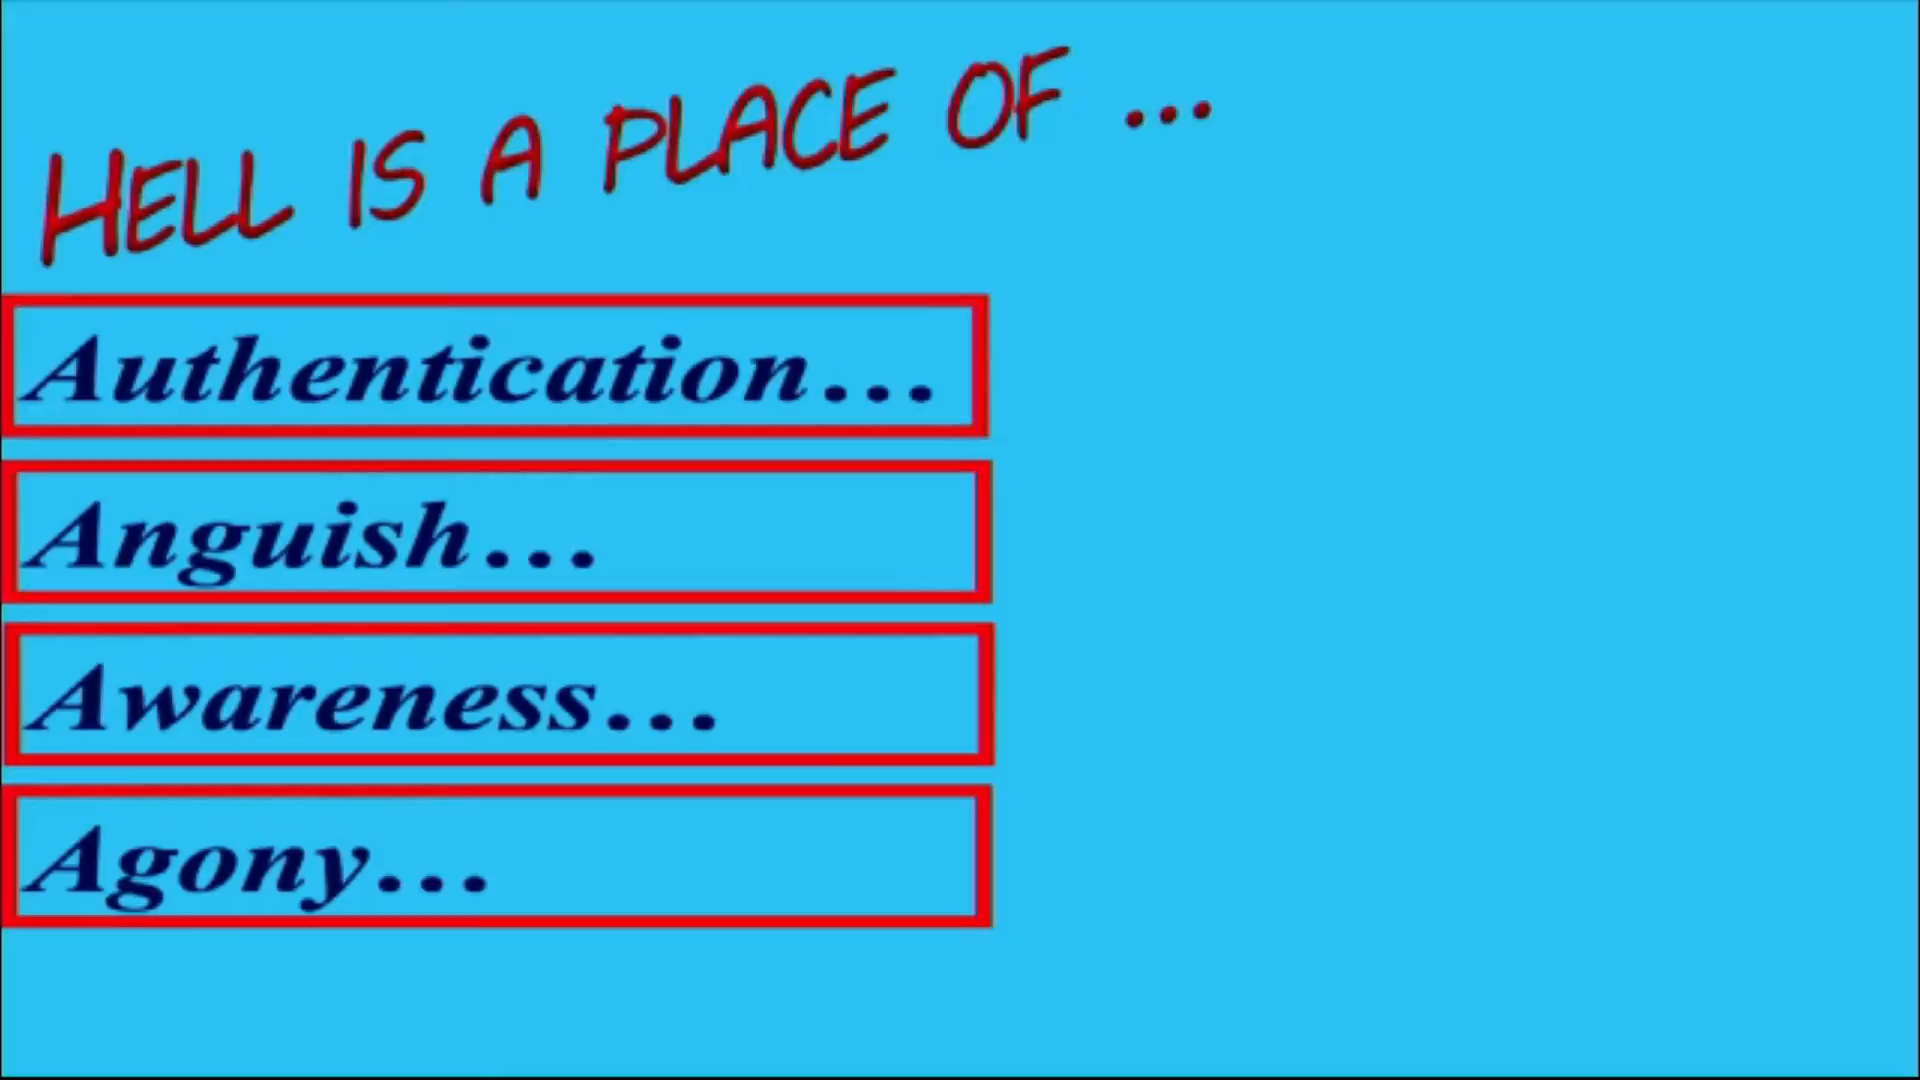 HELL IS A PLACE OF ...
Authentication...
Anguish...
Awareness...
Agony...